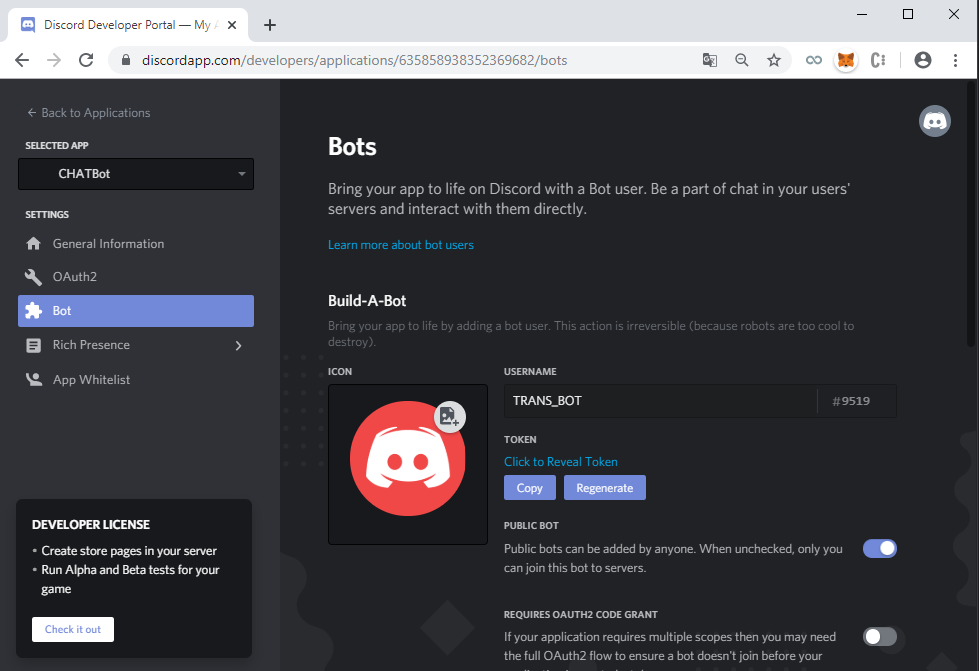 Discord Developer Portal — My A
discordapp.com/developers/applications/635858938352369682/bots
← Back to Applications
SELECTED APP
CHATBot
SETTINGS
General Information
OAuth2
Bot
Rich Presence
App Whitelist
DEVELOPER LICENSE
• Create store pages in your server
• Run Alpha and Beta tests for your
game
Check it out
Bots
Bring your app to life on Discord with a Bot user. Be a part of chat in your users'
servers and interact with them directly.
Learn more about bot users
Build-A-Bot
Bring your app to life by adding a bot user. This action is irreversible (because robots are too cool to
destroy).
ICON
USERNAME
TRANS_BOT
#9519
TOKEN
Click to Reveal Token
Copy
Regenerate
PUBLIC BOT
Public bots can be added by anyone. When unchecked, only you
can join this bot to servers.
REQUIRES OAUTH2 CODE GRANT
If your application requires multiple scopes then you may need
the full OAuth2 flow to ensure a bot doesn't join before your